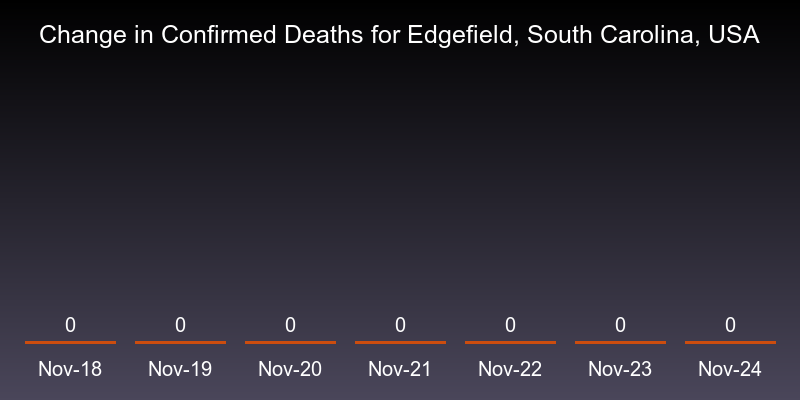 Change in Confirmed Deaths for Edgefield, South Carolina, USA
0 0 0 0 0 0 0
Nov-18 Nov-19 Nov-20 Nov-21 Nov-22 Nov-23 Nov-24